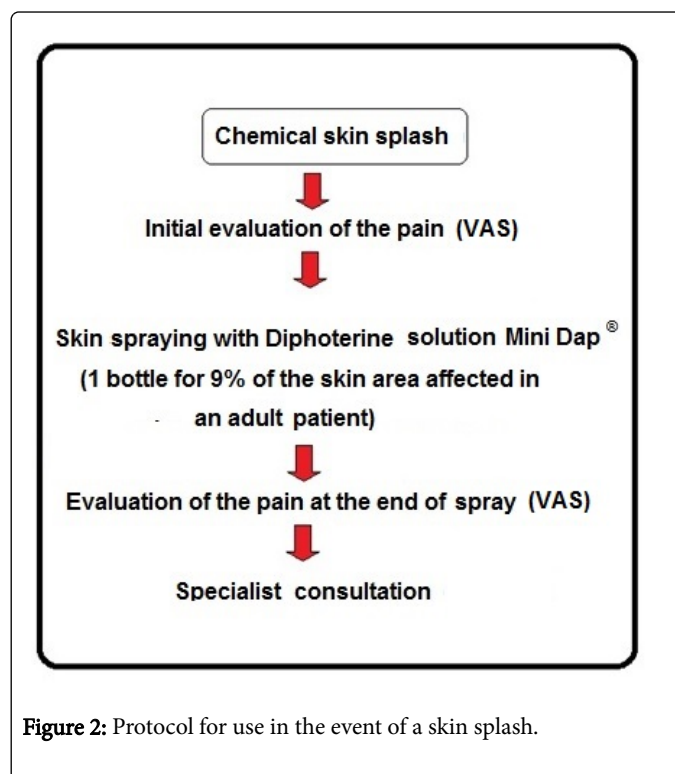 Chemical skin splash
Initial evaluation of the pain (VAS)
Skin spraying with Diphoterine solution Mini Dap ®
(1 bottle for 9% of the skin area affected in
- an adult patient)
Evaluation of the pain at the end of spray (VAS)
Specialist consultation
Figure 2: Protocol for use in the event of a skin splash.